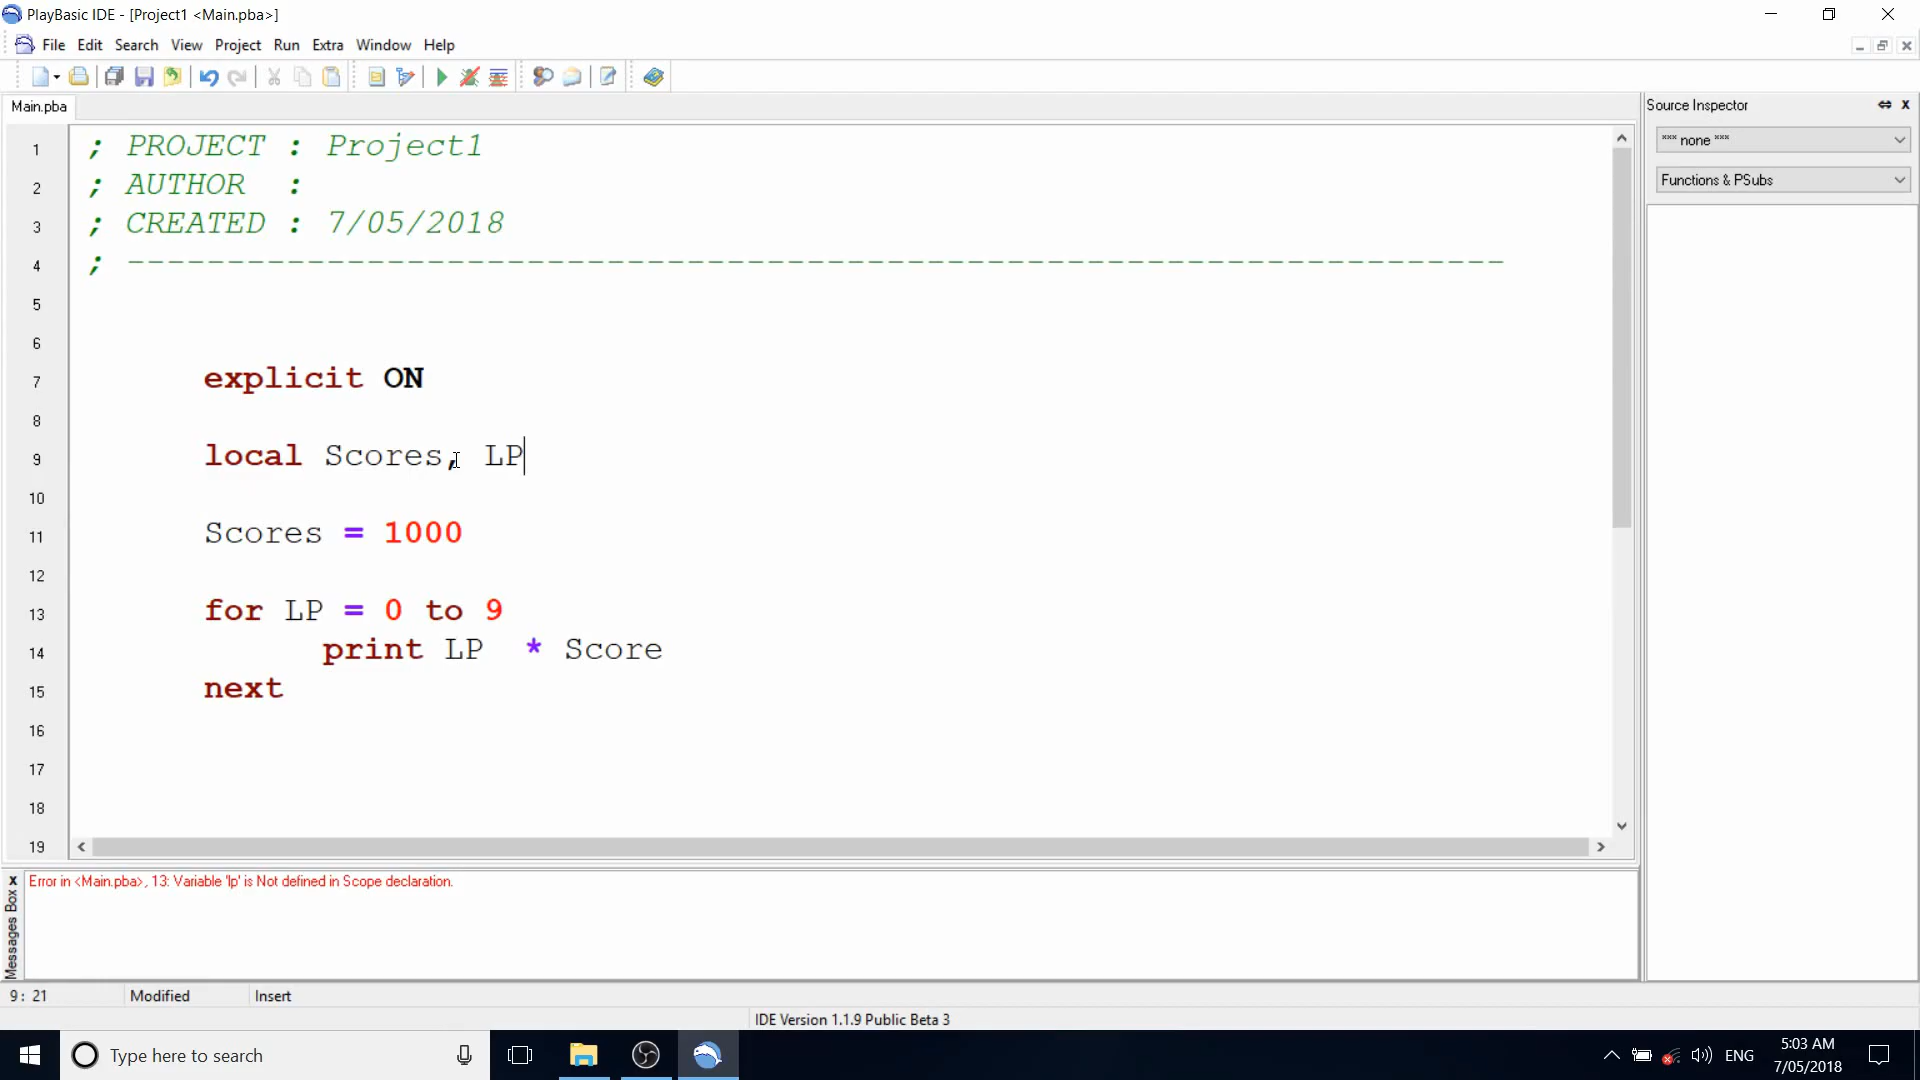 PlayBasic IDE - [Project1 <Main.pba>]
File Edit Search View Project Run Extra Window Help
Main.pba
Source Inspector
*** none ***
Functions & PSubs
1 ; PROJECT : Project1
2 ; AUTHOR :
3 ; CREATED : 7/05/2018
4 ; ---------------------------------------------------------------------
5
6
7 explicit ON
8
9 local Scores, LP
10
11 Scores = 1000
12
13 for LP = 0 to 9
14 print LP * Score
15 next
16
17
18
19
Messages Box
Error in <Main.pba>, 13: Variable 'lp' is Not defined in Scope declaration.
9: 21 Modified Insert
IDE Version 1.1.9 Public Beta 3
Type here to search
ENG
5:03 AM
7/05/2018